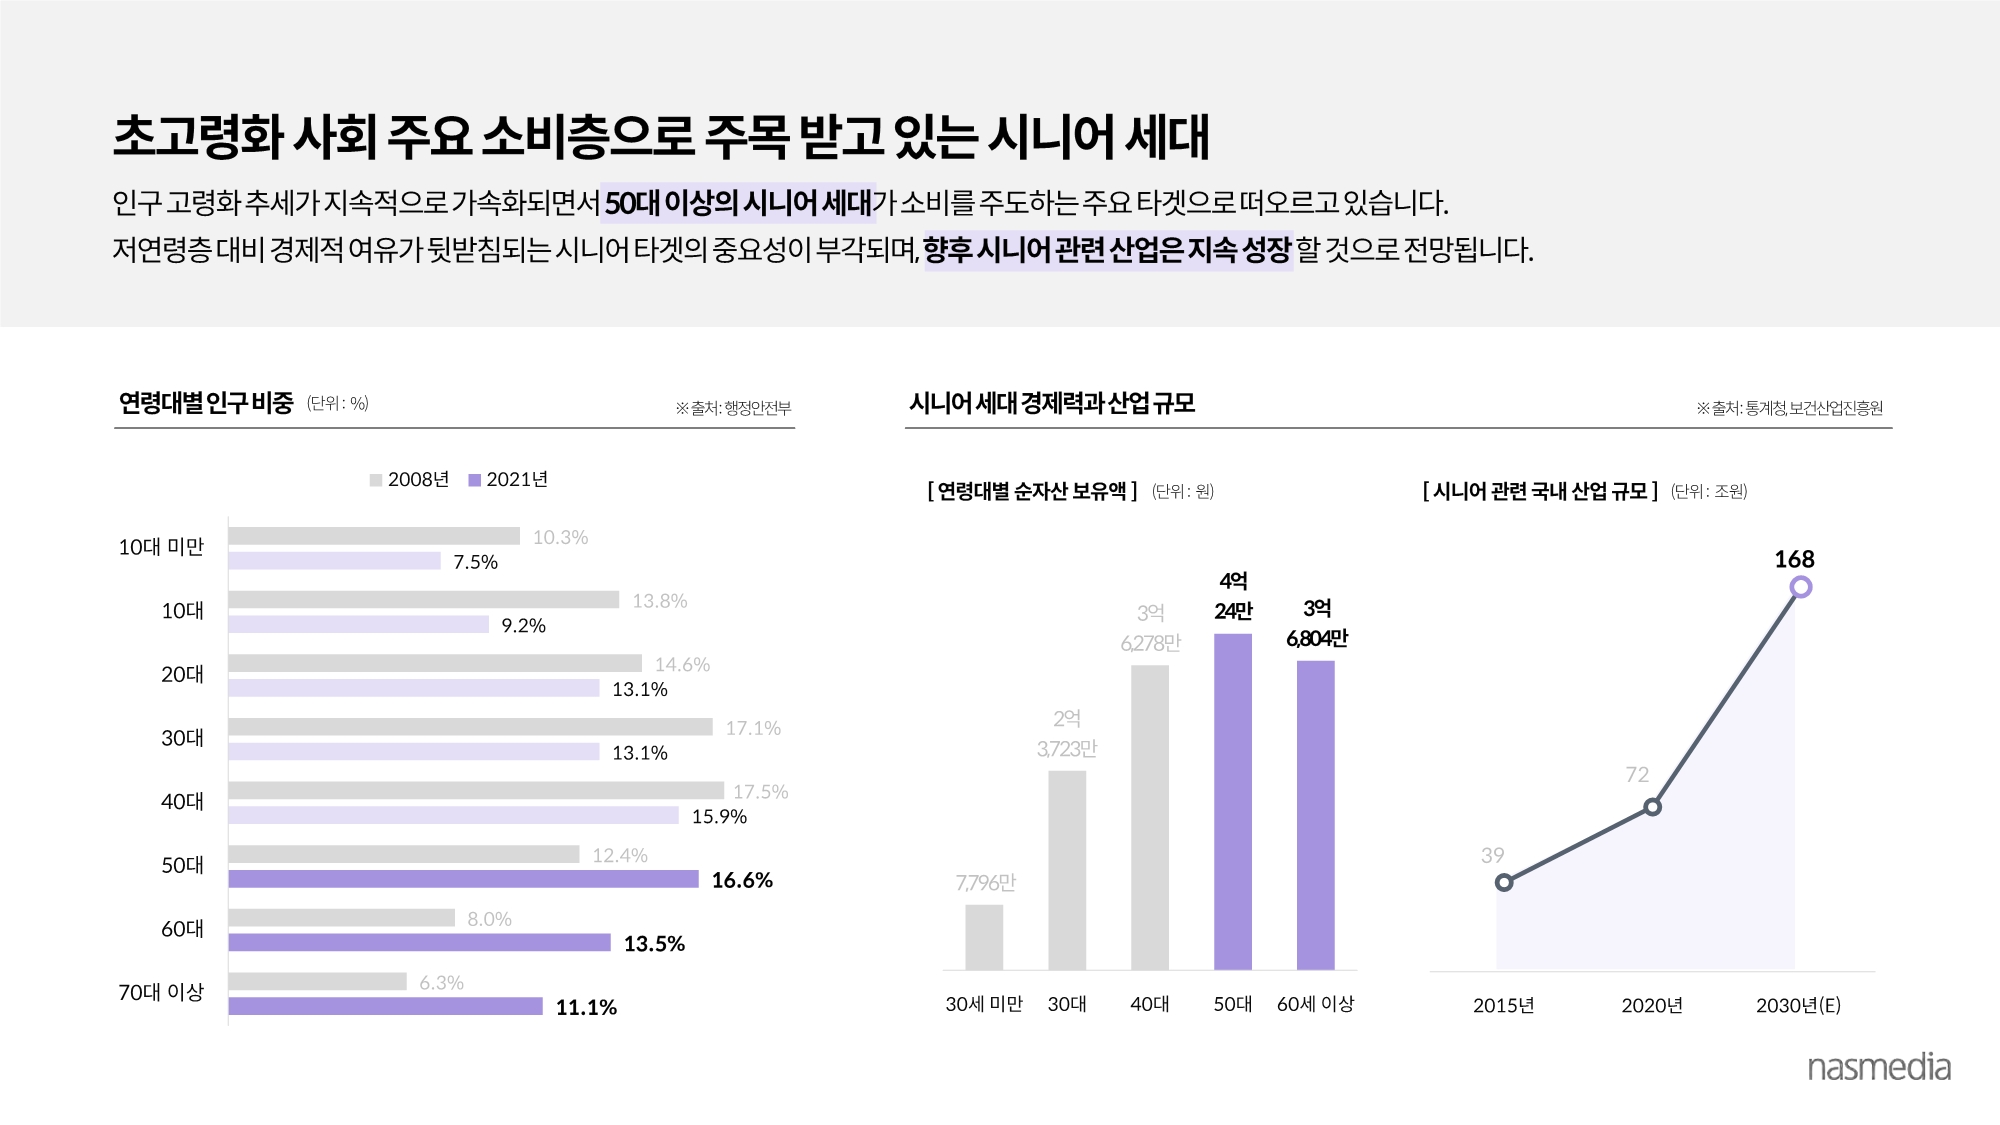 초고령화 사회 주요 소비층으로 주목 받고 있는 시니어 세대
인구 고령화 추세가 지속적으로 가속화되면서 50대 이상의 시니어 세대가 소비를 주도하는 주요 타겟으로 떠오르고 있습니다.
저연령층 대비 경제적 여유가 뒷받침되는 시니어 타겟의 중요성이 부각되며, 향후 시니어 관련 산업은 지속 성장 할 것으로 전망됩니다.
연령대별 인구 비중 (단위 : %)
※ 출처 : 행정안전부
2008년 2021년
10대 미만 10.3%
7.5%
10대 13.8%
9.2%
20대 14.6%
13.1%
30대 17.1%
13.1%
40대 17.5%
15.9%
50대 12.4%
16.6%
60대 8.0%
13.5%
70대 이상 6.3%
11.1%
시니어 세대 경제력과 산업 규모
※ 출처 : 통계청, 보건산업진흥원
[ 연령대별 순자산 보유액 ] (단위 : 원)
7,796만
2억
3,723만
3억
6,278만
4억
24만
3억
6,804만
30세 미만 30대 40대 50대 60세 이상
[ 시니어 관련 국내 산업 규모 ] (단위 : 조원)
39
72
168
2015년 2020년 2030년(E)
nasmedia